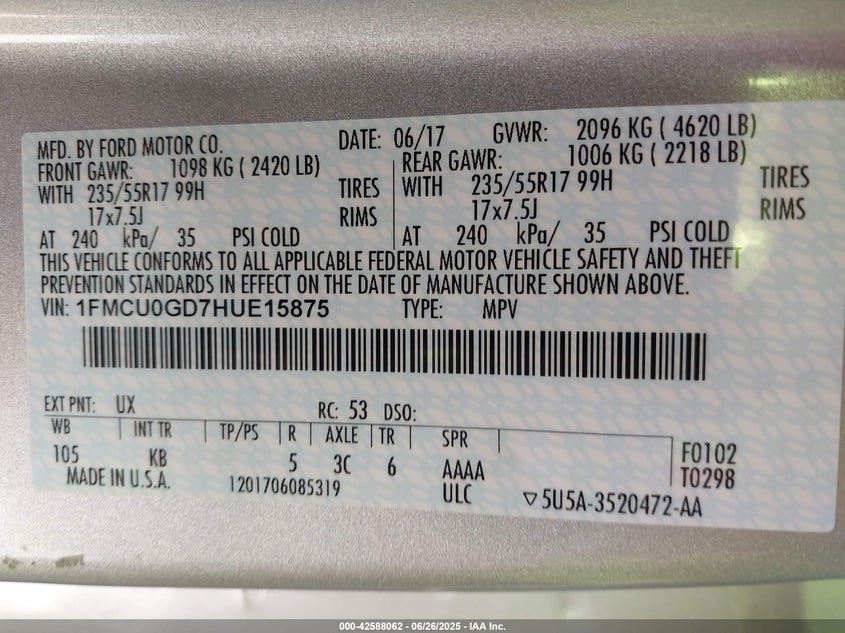 MFD. BY FORD MOTOR CO. DATE: 06/17 GVWR: 2096 KG ( 4620 LB)
FRONT GAWR: 1098 KG ( 2420 LB) REAR GAWR: 1006 KG ( 2218 LB)
WITH 235/55R17 99H TIRES WITH 235/55R17 99H TIRES
17x7.5J RIMS 17x7.5J RIMS
AT 240 kPa/ 35 PSI COLD AT 240 kPa/ 35 PSI COLD
THIS VEHICLE CONFORMS TO ALL APPLICABLE FEDERAL MOTOR VEHICLE SAFETY AND THEFT
PREVENTION STANDARDS IN EFFECT ON THE DATE OF MANUFACTURE SHOWN ABOVE.
VIN: 1FMCU0GD7HUE15875 TYPE: MPV
EXT PNT: UX RC: 53 DSO:
WB INT TR TP/PS R AXLE TR SPR
105 KB 5 3C 6 AAAA F0102
MADE IN U.S.A. 1201706085319 ULC T0298
▽5U5A-3520472-AA
000-42588062 - 06/26/2025 - IAA Inc.